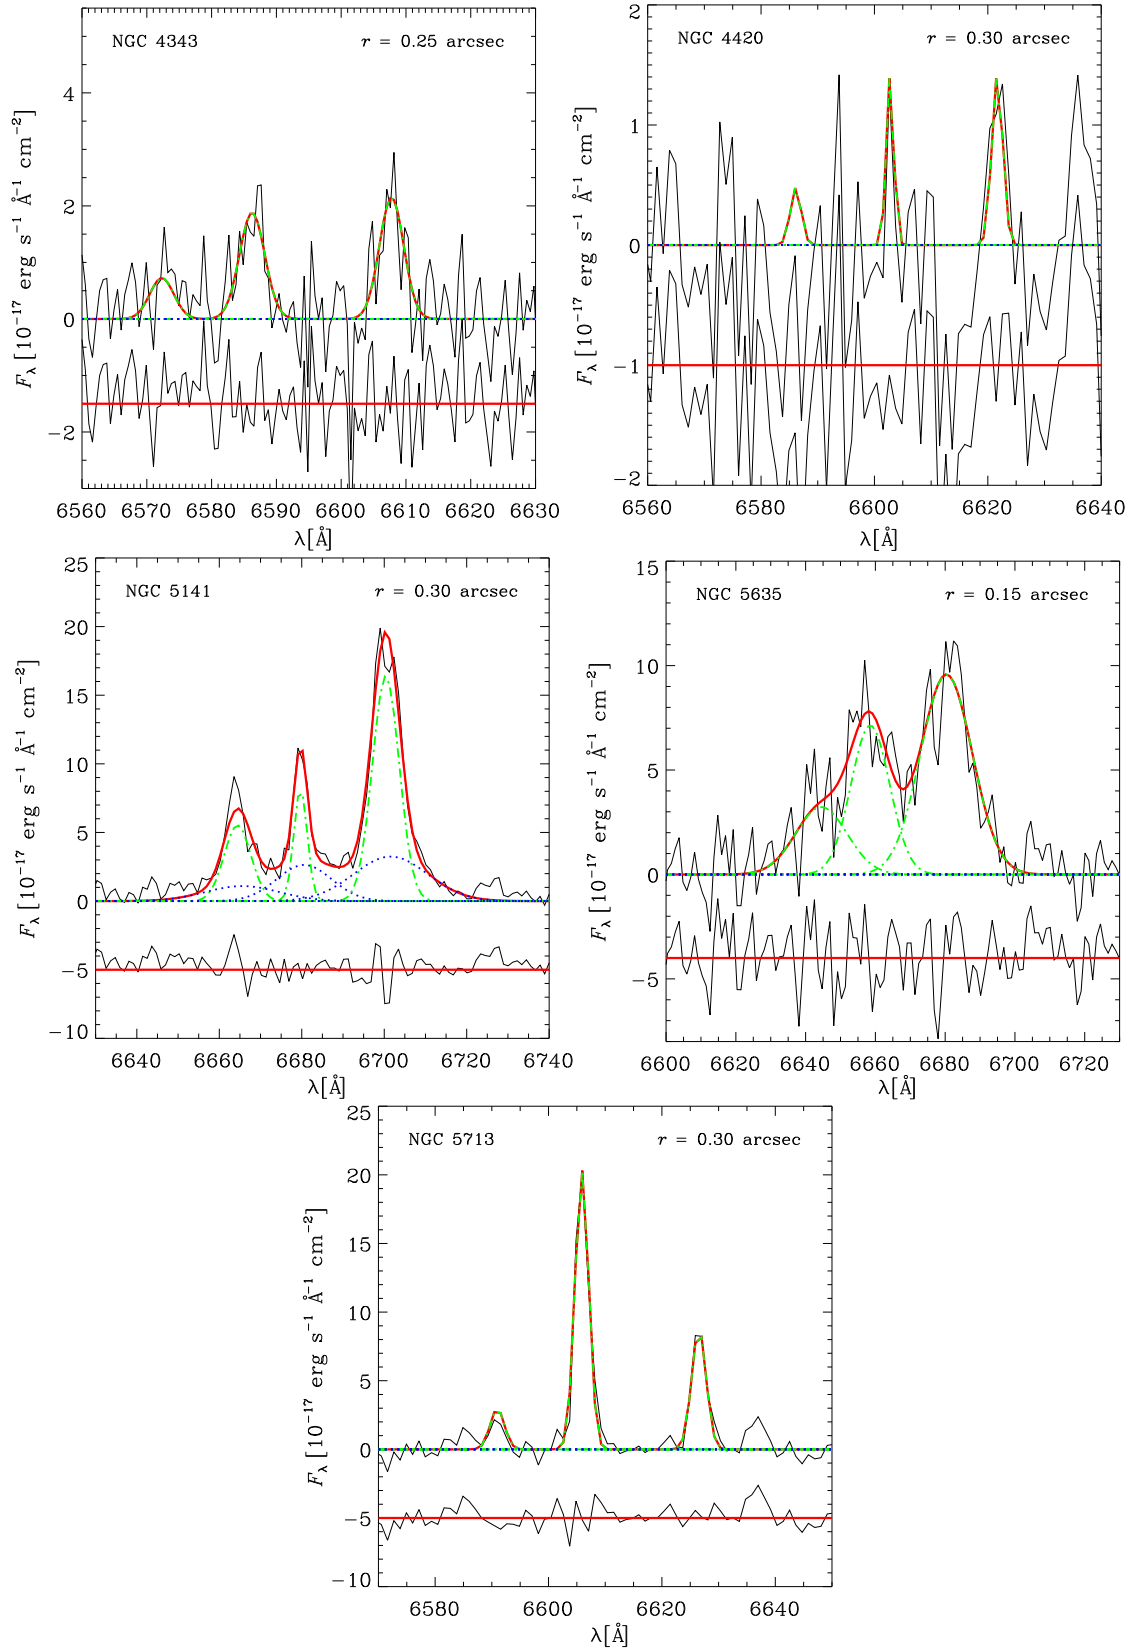 NGC 4343 r = 0.25 arcsec
F_λ [10⁻¹⁷ erg s⁻¹ Å⁻¹ cm⁻²]
4
2
0
−2
6560 6570 6580 6590 6600 6610 6620 6630
λ[Å]
NGC 4420 r = 0.30 arcsec
F_λ [10⁻¹⁷ erg s⁻¹ Å⁻¹ cm⁻²]
2
1
0
−1
−2
6560 6580 6600 6620 6640
λ[Å]
NGC 5141 r = 0.30 arcsec
F_λ [10⁻¹⁷ erg s⁻¹ Å⁻¹ cm⁻²]
25
20
15
10
5
0
−5
−10
6640 6660 6680 6700 6720 6740
λ[Å]
NGC 5635 r = 0.15 arcsec
F_λ [10⁻¹⁷ erg s⁻¹ Å⁻¹ cm⁻²]
15
10
5
0
−5
6600 6620 6640 6660 6680 6700 6720
λ[Å]
NGC 5713 r = 0.30 arcsec
F_λ [10⁻¹⁷ erg s⁻¹ Å⁻¹ cm⁻²]
25
20
15
10
5
0
−5
−10
6580 6600 6620 6640
λ[Å]